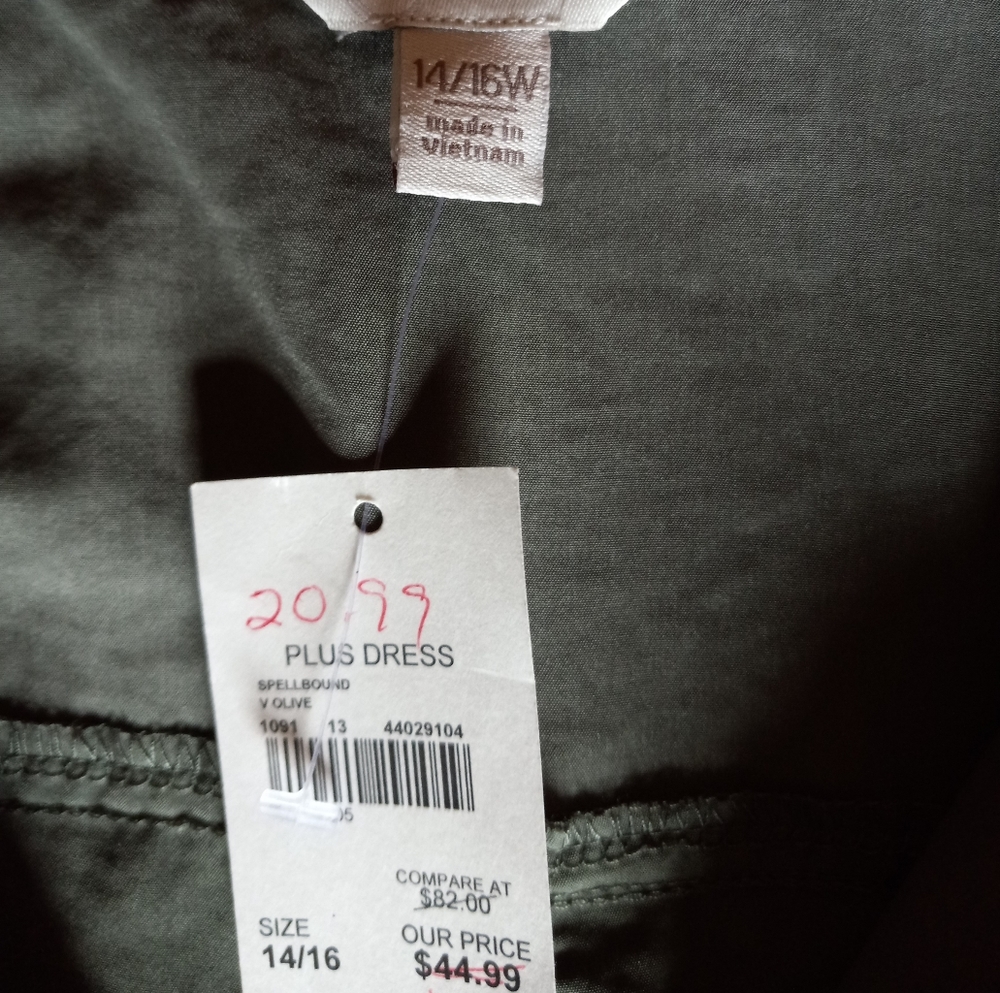 14/16W
made in
Vietnam
20.99
PLUS DRESS
SPELLBOUND
V OLIVE
1091 13 44029104
05
COMPARE AT
$82.00
SIZE
14/16
OUR PRICE
$44.99